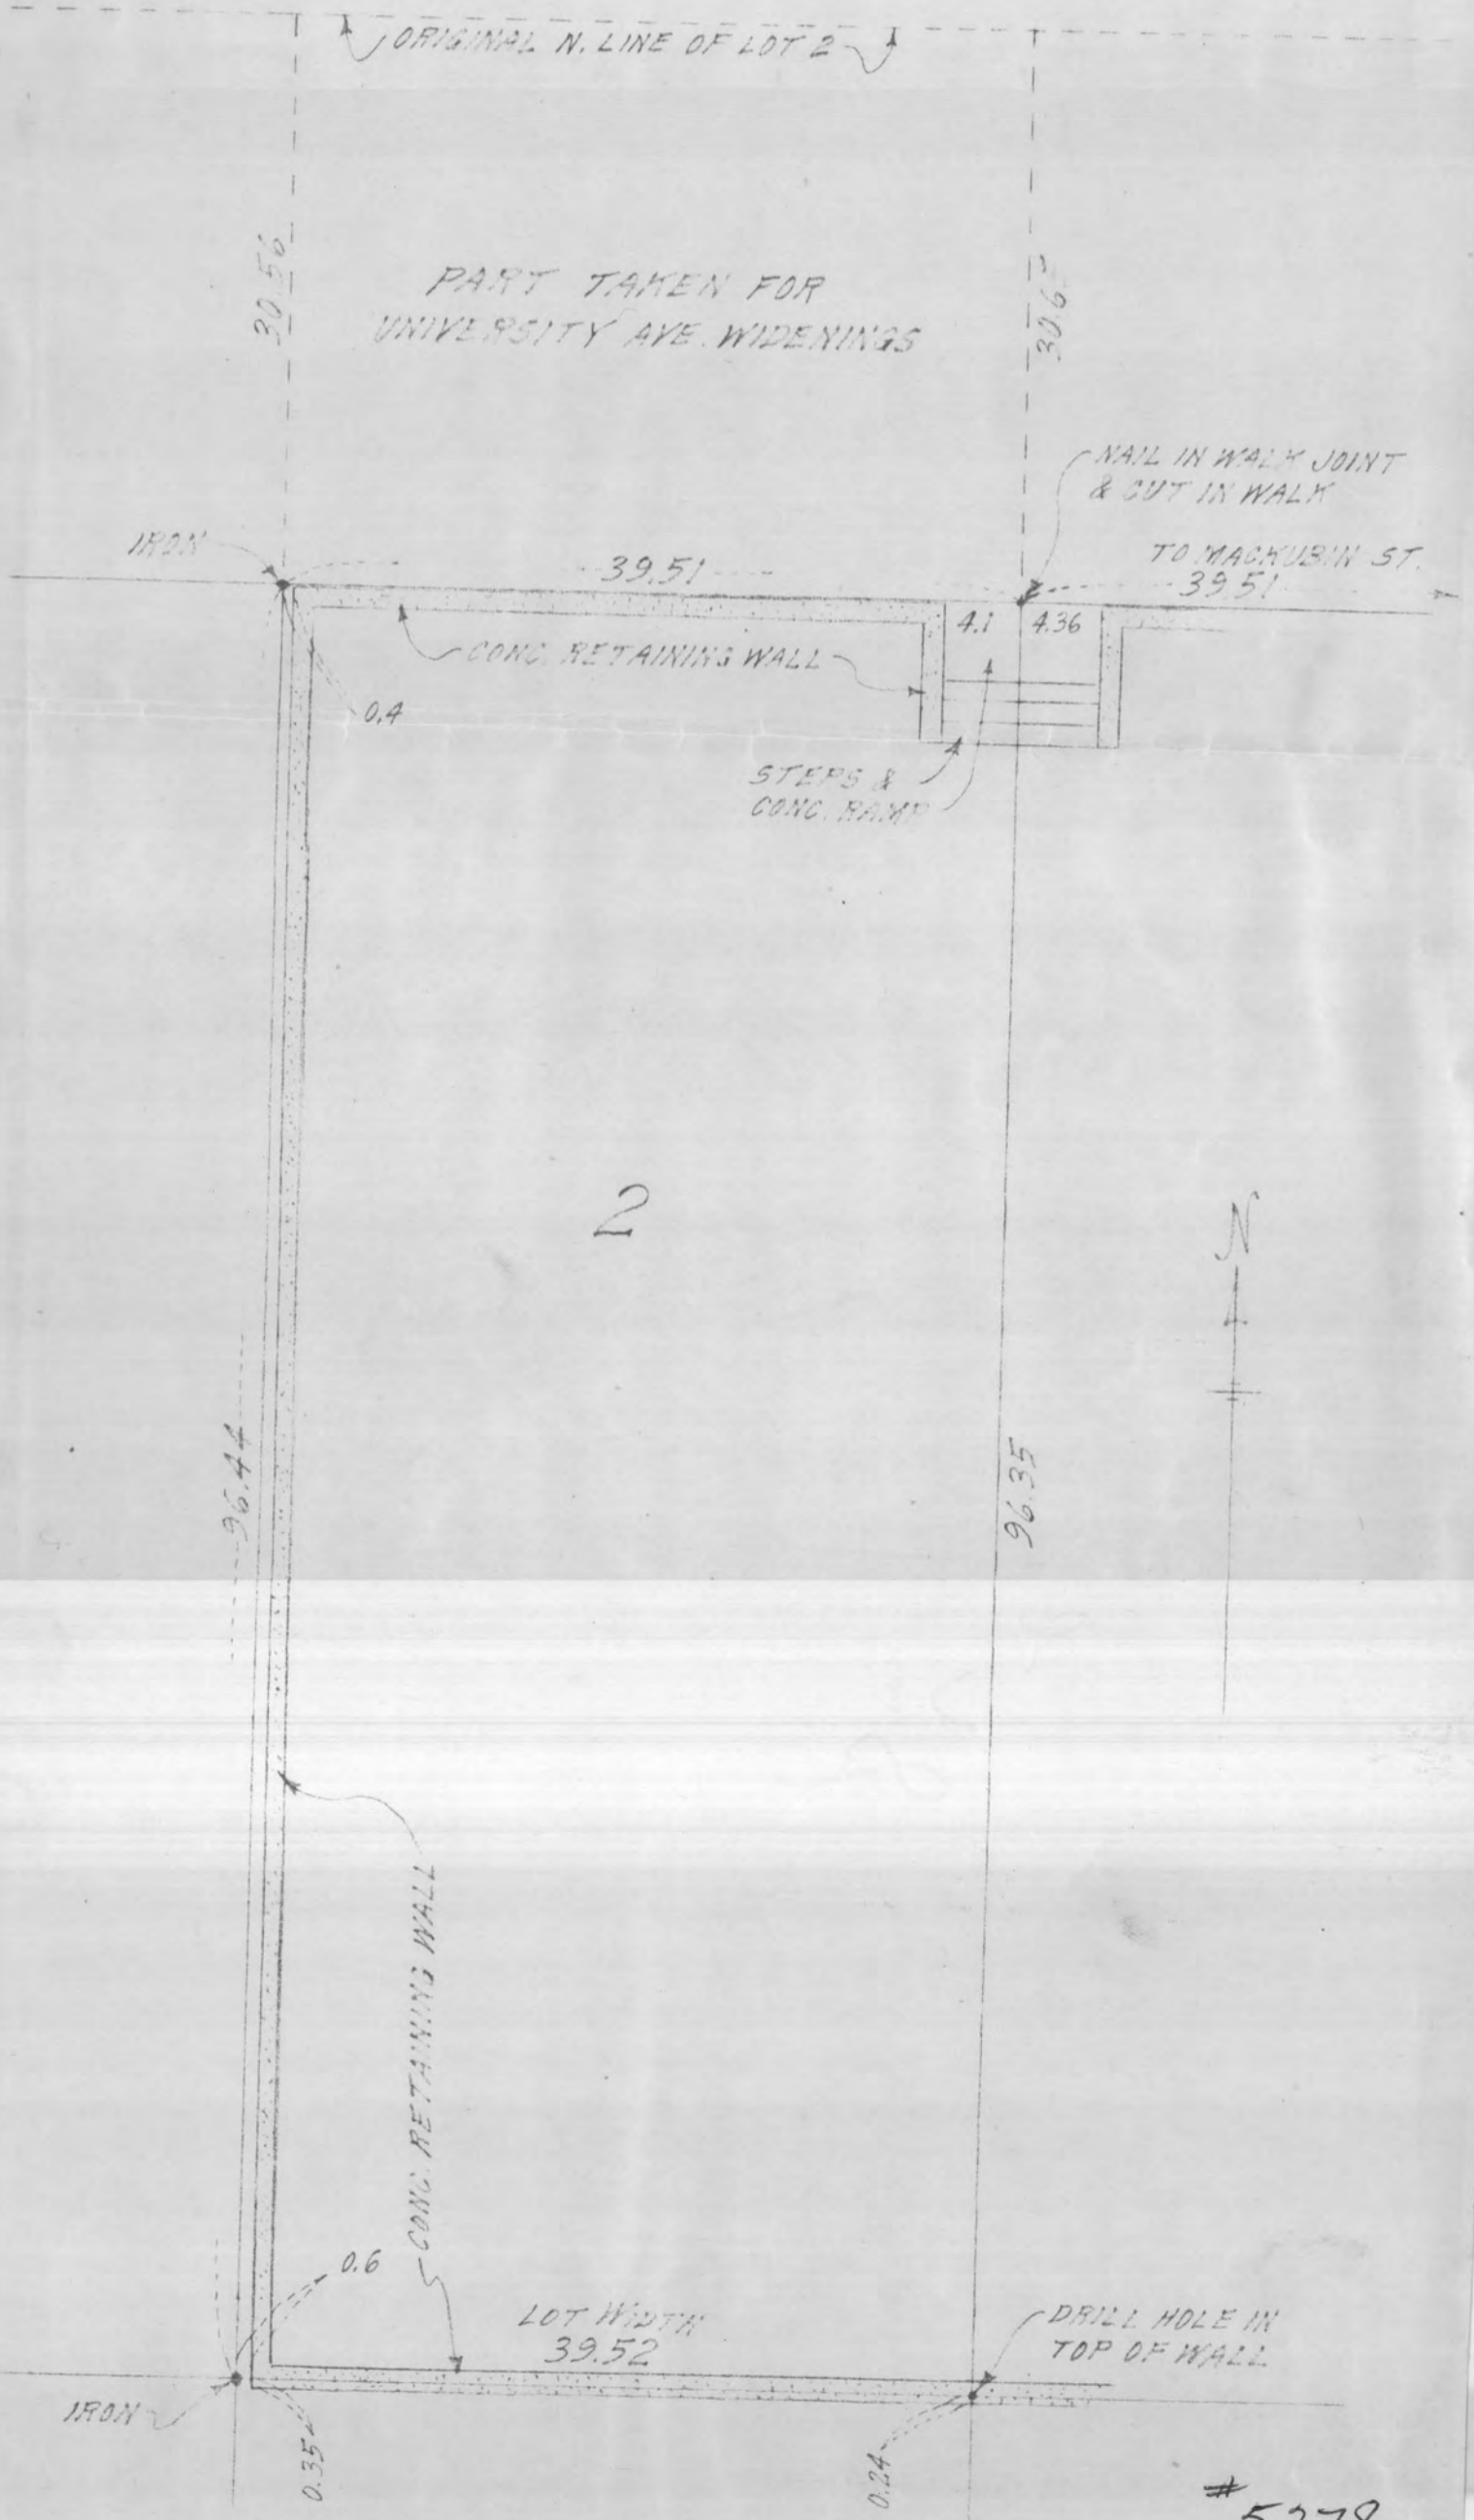 ORIGINAL N. LINE OF LOT 2
30.56
PART TAKEN FOR
UNIVERSITY AVE. WIDENINGS
30.65
NAIL IN WALK JOINT
& CUT IN WALK
IRON
39.51
TO MACKUBIN ST.
39.51
4.1
4.36
CONC. RETAINING WALL
0.4
STEPS &
CONC. RAMP
2
N
96.44
96.35
CONC. RETAINING WALL
0.6
LOT WIDTH
39.52
DRILL HOLE IN
TOP OF WALL
IRON
0.35
0.24
#
5278